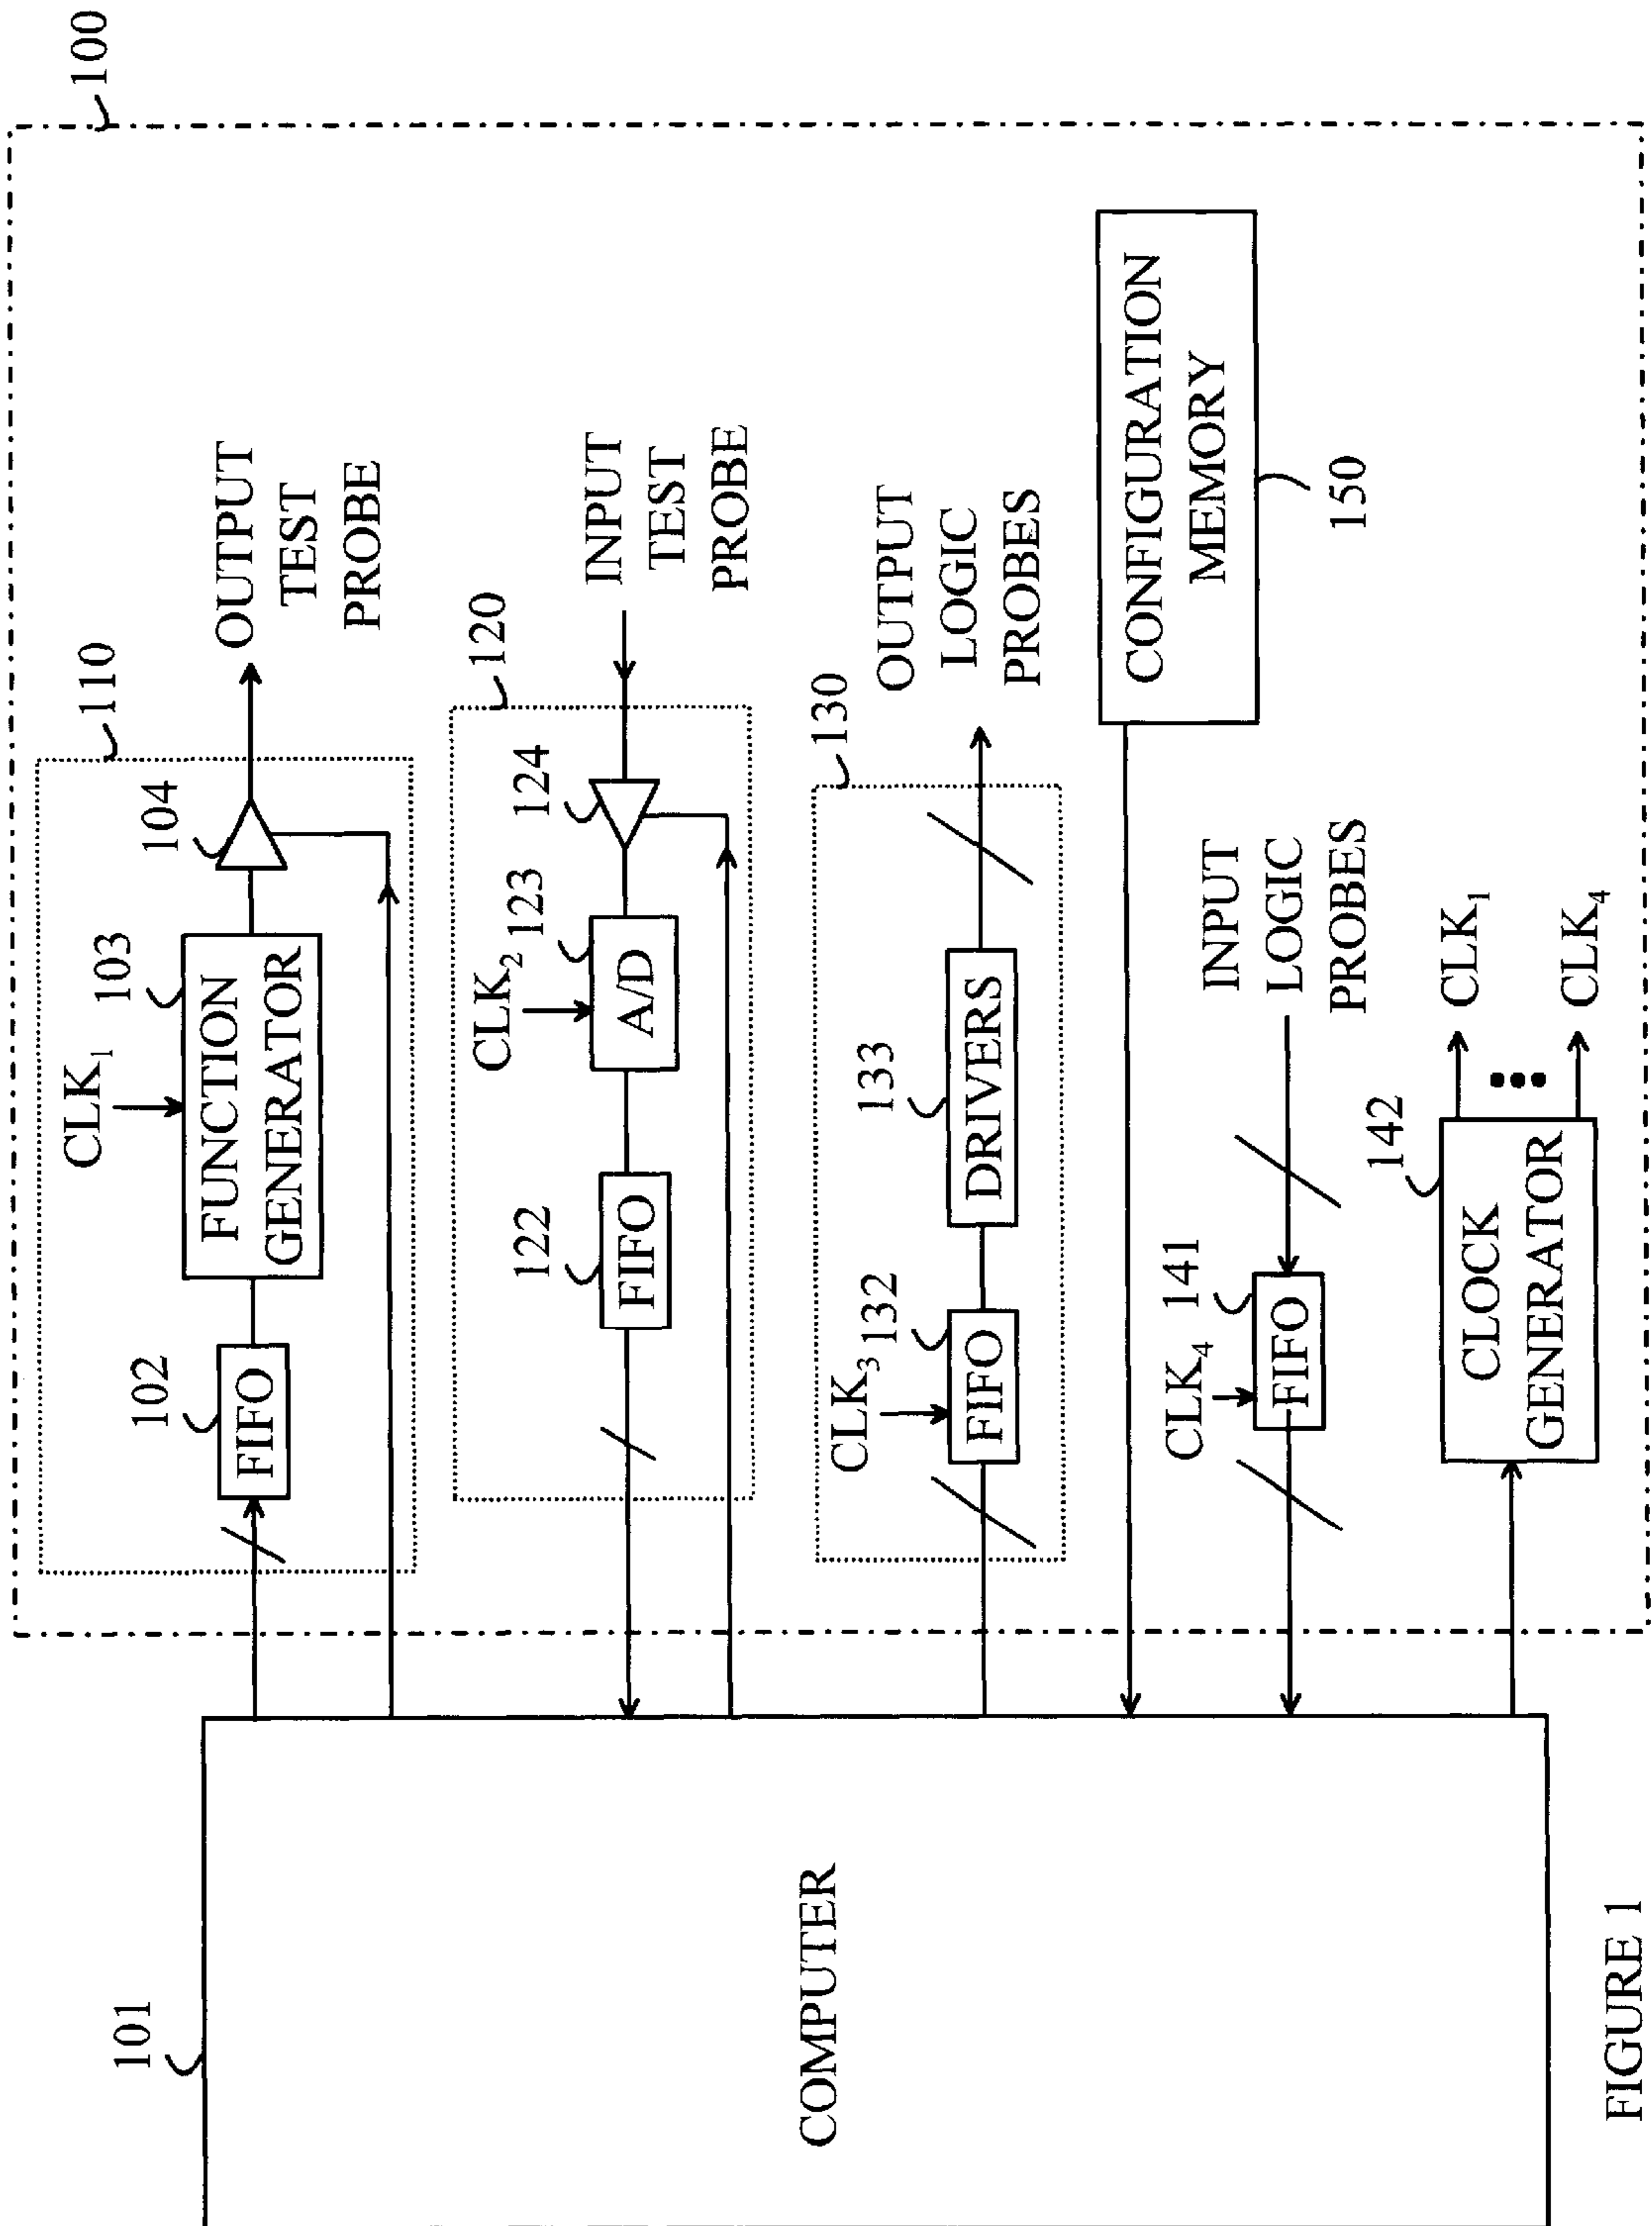 100
110
CLK1
102
103
104
FIFO
FUNCTION
GENERATOR
OUTPUT
TEST
PROBE
120
CLK2
122
123
124
FIFO
A/D
INPUT
TEST
PROBE
130
CLK3
132
133
FIFO
DRIVERS
OUTPUT
LOGIC
PROBES
CONFIGURATION
MEMORY
150
CLK4
141
FIFO
INPUT
LOGIC
PROBES
142
CLOCK
GENERATOR
CLK1
CLK4
101
COMPUTER
FIGURE 1